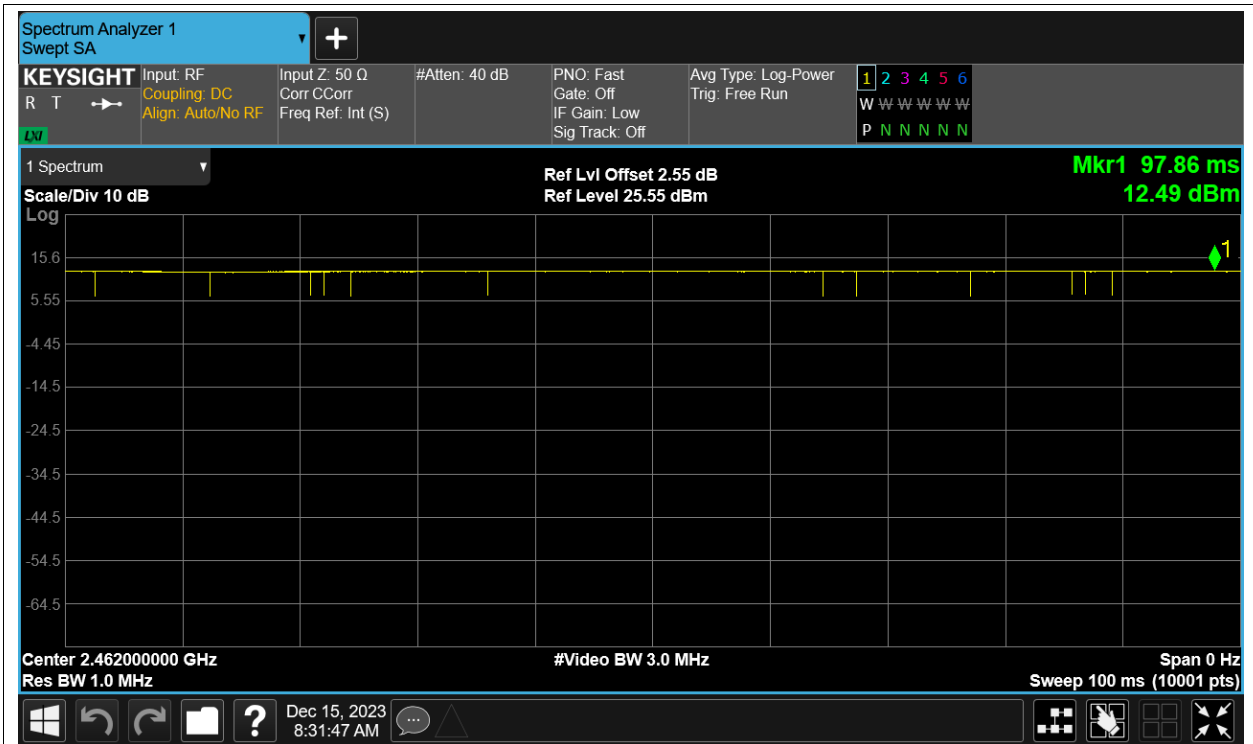 Spectrum Analyzer 1
Swept SA
KEYSIGHT
R T
LXI
Input: RF
Coupling: DC
Align: Auto/No RF
Input Z: 50 Ω
Corr CCorr
Freq Ref: Int (S)
#Atten: 40 dB
PNO: Fast
Gate: Off
IF Gain: Low
Sig Track: Off
Avg Type: Log-Power
Trig: Free Run
1 2 3 4 5 6
W W W W W W
P N N N N N
1 Spectrum
Scale/Div 10 dB
Log
Ref Lvl Offset 2.55 dB
Ref Level 25.55 dBm
Mkr1 97.86 ms
12.49 dBm
1
15.6
5.55
-4.45
-14.5
-24.5
-34.5
-44.5
-54.5
-64.5
Center 2.462000000 GHz
Res BW 1.0 MHz
#Video BW 3.0 MHz
Span 0 Hz
Sweep 100 ms (10001 pts)
?
Dec 15, 2023
8:31:47 AM